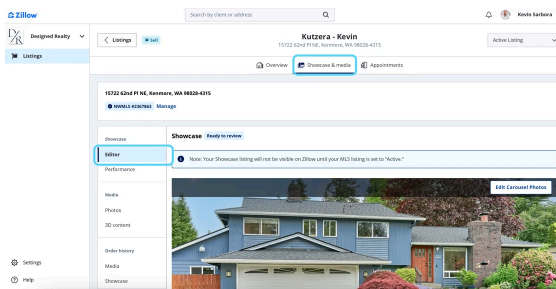 Zillow
Search by client or address
Kevin Sarbora
D/R
Designed Realty
Listings
Listings
Sell
Kutzera - Kevin
15722 62nd Pl NE, Kenmore, WA 98028-4315
Active Listing
Overview
Showcase & media
Appointments
15722 62nd Pl NE, Kenmore, WA 98028-4315
NWMLS #2367863 Manage
Showcase
Editor
Performance
Media
Photos
3D content
Order history
Media
Showcase
Showcase Ready to review
Note: Your Showcase listing will not be visible on Zillow until your MLS listing is set to "Active."
Edit Carousel Photos
Settings
Help